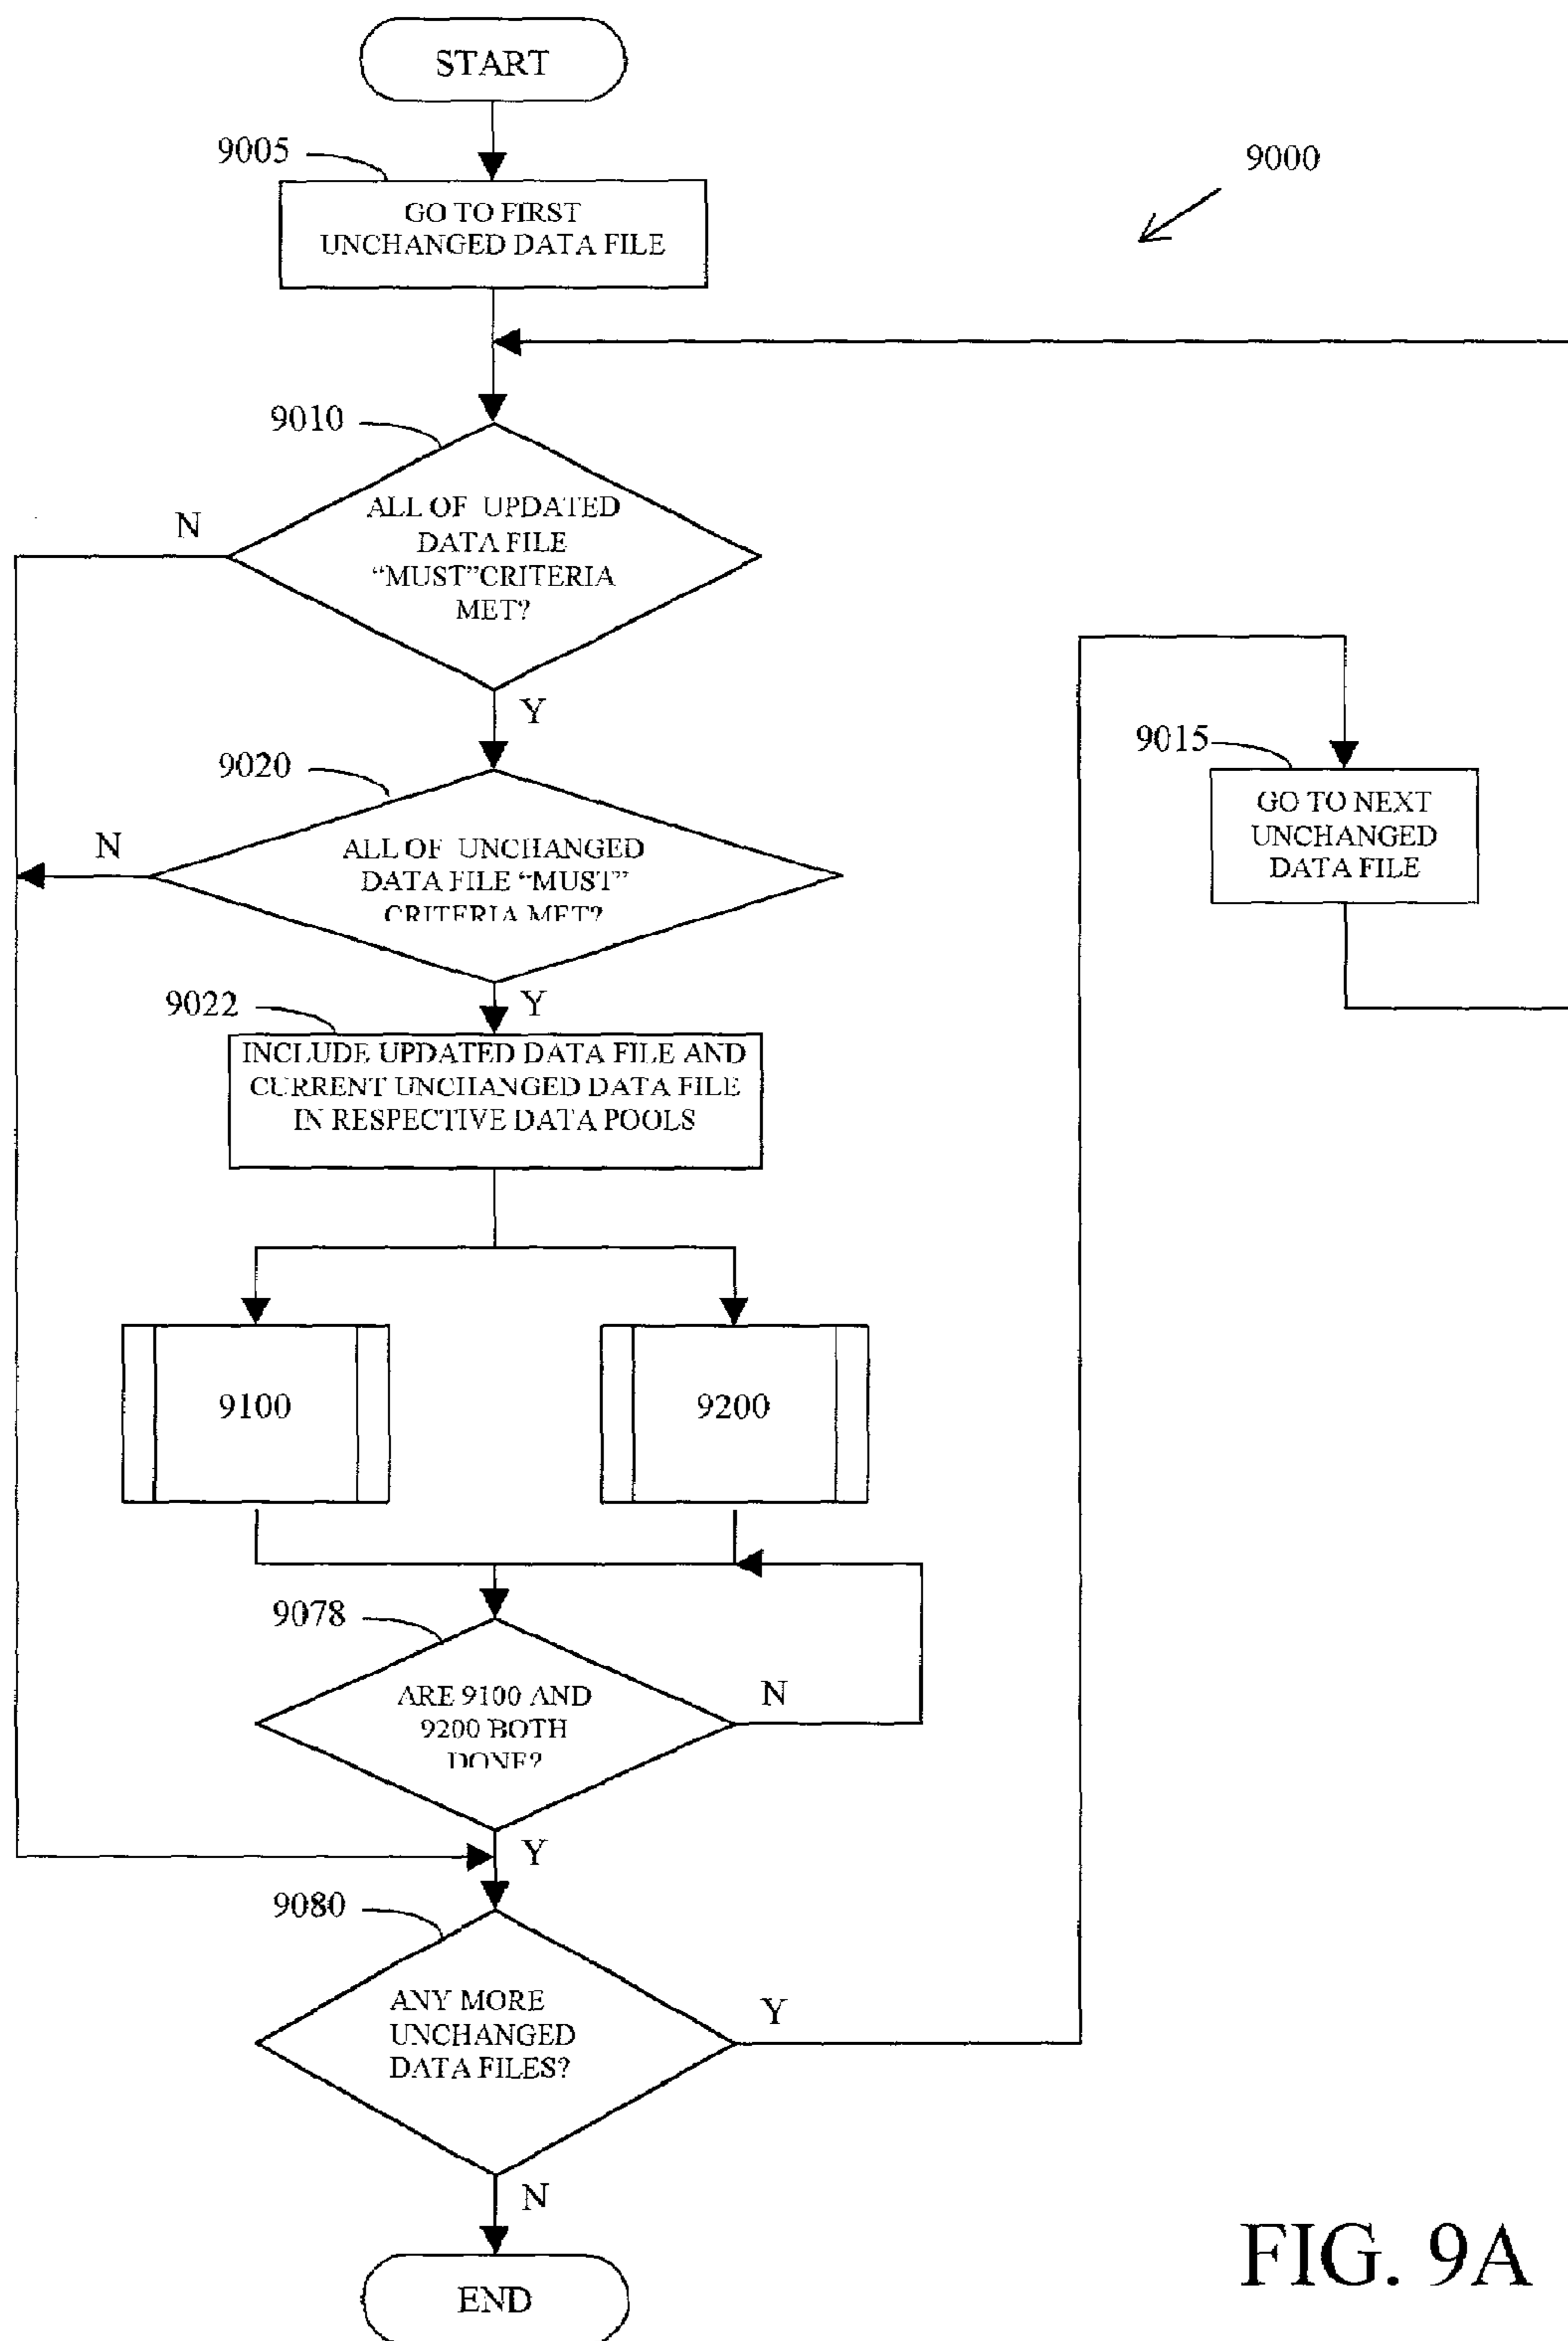 START
9005
GO TO FIRST
UNCHANGED DATA FILE
9000
9010
ALL OF UPDATED
DATA FILE
“MUST”CRITERIA
MET?
N
Y
9020
ALL OF UNCHANGED
DATA FILE “MUST”
CRITERIA MET?
N
Y
9015
GO TO NEXT
UNCHANGED
DATA FILE
9022
INCLUDE UPDATED DATA FILE AND
CURRENT UNCHANGED DATA FILE
IN RESPECTIVE DATA POOLS
9100
9200
9078
ARE 9100 AND
9200 BOTH
DONE?
N
Y
9080
ANY MORE
UNCHANGED
DATA FILES?
Y
N
END
FIG. 9A